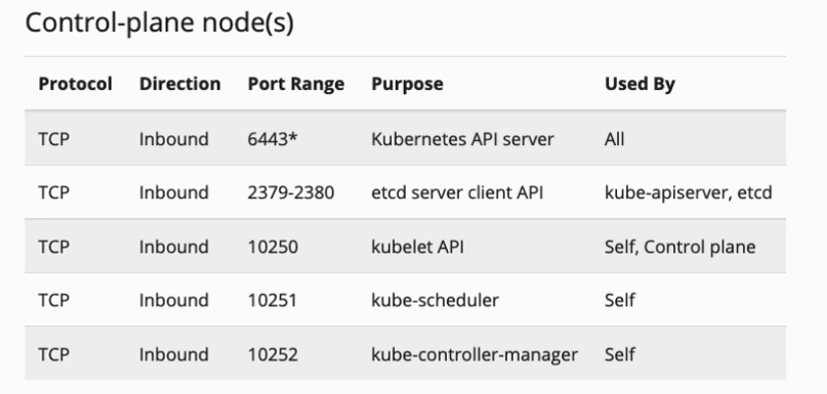 Control-plane node(s)
Protocol Direction Port Range Purpose Used By
TCP Inbound 6443* Kubernetes API server All
TCP Inbound 2379-2380 etcd server client API kube-apiserver, etcd
TCP Inbound 10250 kubelet API Self, Control plane
TCP Inbound 10251 kube-scheduler Self
TCP Inbound 10252 kube-controller-manager Self